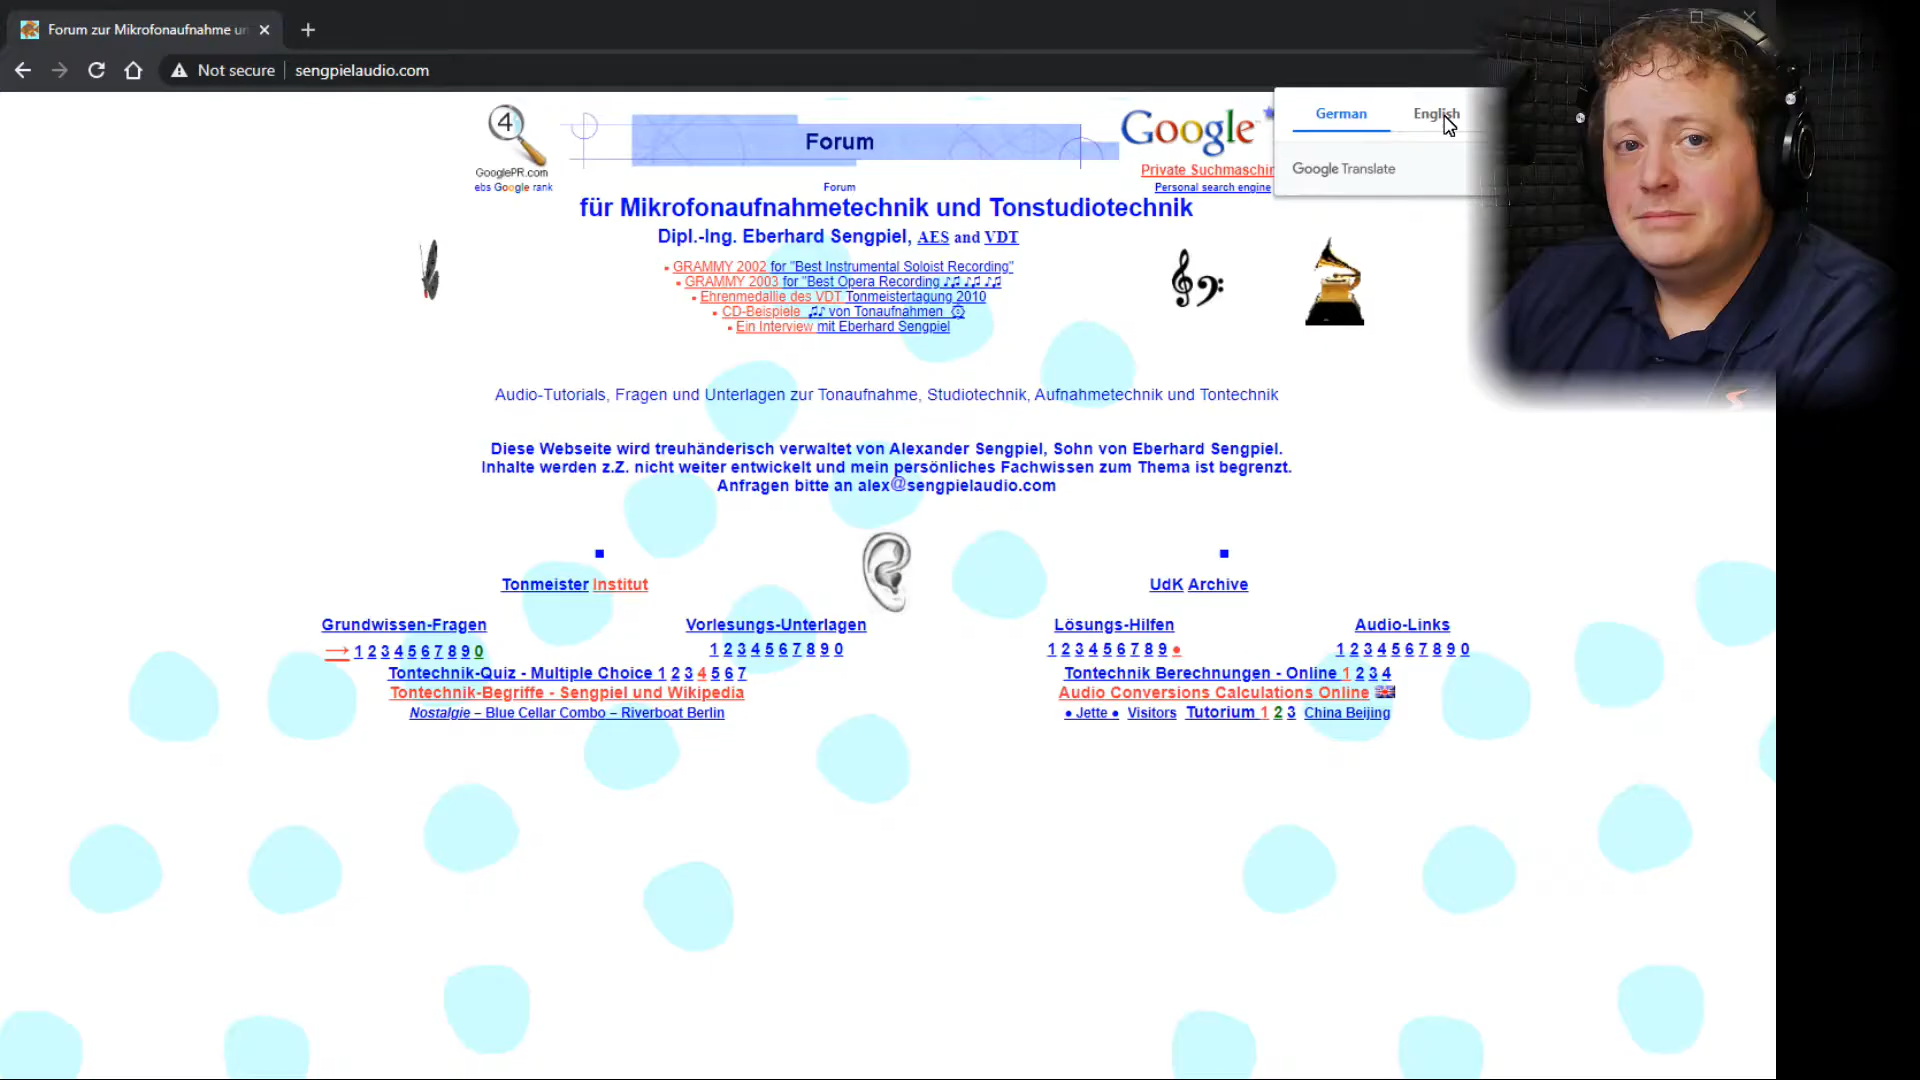 Forum zur Mikrofonaufnahme un
Not secure
sengpielaudio.com
German
English
Google Translate
4
GooglePR.com
ebs Google rank
Forum
Forum
Google
Private Suchmaschin
Personal search engine
für Mikrofonaufnahmetechnik und Tonstudiotechnik
Dipl.-Ing. Eberhard Sengpiel, AES and VDT
GRAMMY 2002 for "Best Instrumental Soloist Recording"
GRAMMY 2003 for "Best Opera Recording ♫ ♫ ♫
Ehrenmedallie des VDT Tonmeistertagung 2010
CD-Beispiele ♫♪ von Tonaufnahmen
Ein Interview mit Eberhard Sengpiel
Audio-Tutorials, Fragen und Unterlagen zur Tonaufnahme, Studiotechnik, Aufnahmetechnik und Tontechnik
Diese Webseite wird treuhänderisch verwaltet von Alexander Sengpiel, Sohn von Eberhard Sengpiel.
Inhalte werden z.Z. nicht weiter entwickelt und mein persönliches Fachwissen zum Thema ist begrenzt.
Anfragen bitte an alex@sengpielaudio.com
Tonmeister Institut
UdK Archive
Grundwissen-Fragen
Vorlesungs-Unterlagen
Lösungs-Hilfen
Audio-Links
→ 1 2 3 4 5 6 7 8 9 0
1 2 3 4 5 6 7 8 9 0
1 2 3 4 5 6 7 8 9 ●
1 2 3 4 5 6 7 8 9 0
Tontechnik-Quiz - Multiple Choice 1 2 3 4 5 6 7
Tontechnik Berechnungen - Online 1 2 3 4
Tontechnik-Begriffe - Sengpiel und Wikipedia
Audio Conversions Calculations Online
Nostalgie – Blue Cellar Combo – Riverboat Berlin
● Jette ● Visitors Tutorium 1 2 3 China Beijing